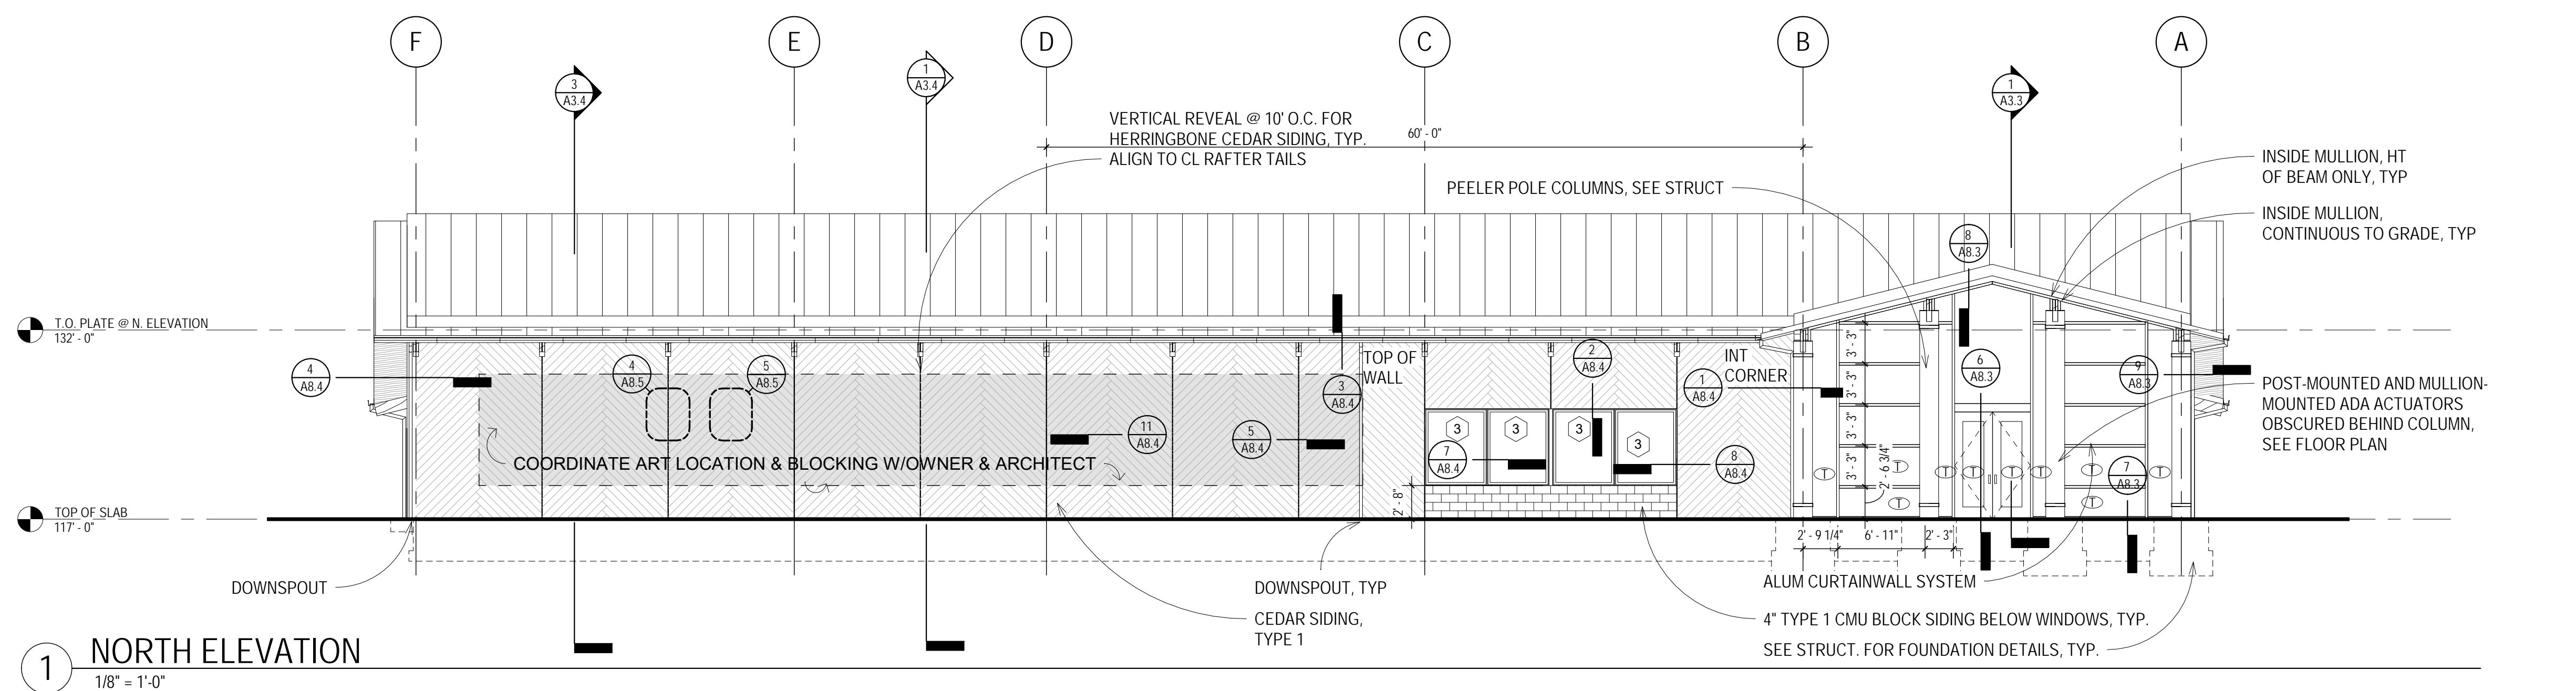 F
E
D
C
B
A
3
A3.4
1
A3.4
1
A3.3
VERTICAL REVEAL @ 10' O.C. FOR
HERRINGBONE CEDAR SIDING, TYP.
ALIGN TO CL RAFTER TAILS
60' - 0"
PEELER POLE COLUMNS, SEE STRUCT
INSIDE MULLION, HT
OF BEAM ONLY, TYP
INSIDE MULLION,
CONTINUOUS TO GRADE, TYP
8
A8.3
T.O. PLATE @ N. ELEVATION
132' - 0"
4
A8.4
4
A8.5
5
A8.5
TOP OF
WALL
3
A8.4
2
A8.4
INT
CORNER
1
A8.4
3' - 3"
3' - 3"
3' - 3"
3' - 3"
2' - 6 3/4"
6
A8.3
9
A8.3
POST-MOUNTED AND MULLION-
MOUNTED ADA ACTUATORS
OBSCURED BEHIND COLUMN,
SEE FLOOR PLAN
11
A8.4
5
A8.4
3
3
3
3
7
A8.4
8
A8.4
COORDINATE ART LOCATION & BLOCKING W/OWNER & ARCHITECT
T
T
T
T
T
T
T
T
T
T
T
7
A8.3
2' - 8"
TOP OF SLAB
117' - 0"
2' - 9 1/4"
6' - 11"
2' - 3"
DOWNSPOUT
DOWNSPOUT, TYP
ALUM CURTAINWALL SYSTEM
CEDAR SIDING,
TYPE 1
4" TYPE 1 CMU BLOCK SIDING BELOW WINDOWS, TYP.
SEE STRUCT. FOR FOUNDATION DETAILS, TYP.
1
NORTH ELEVATION
1/8" = 1'-0"